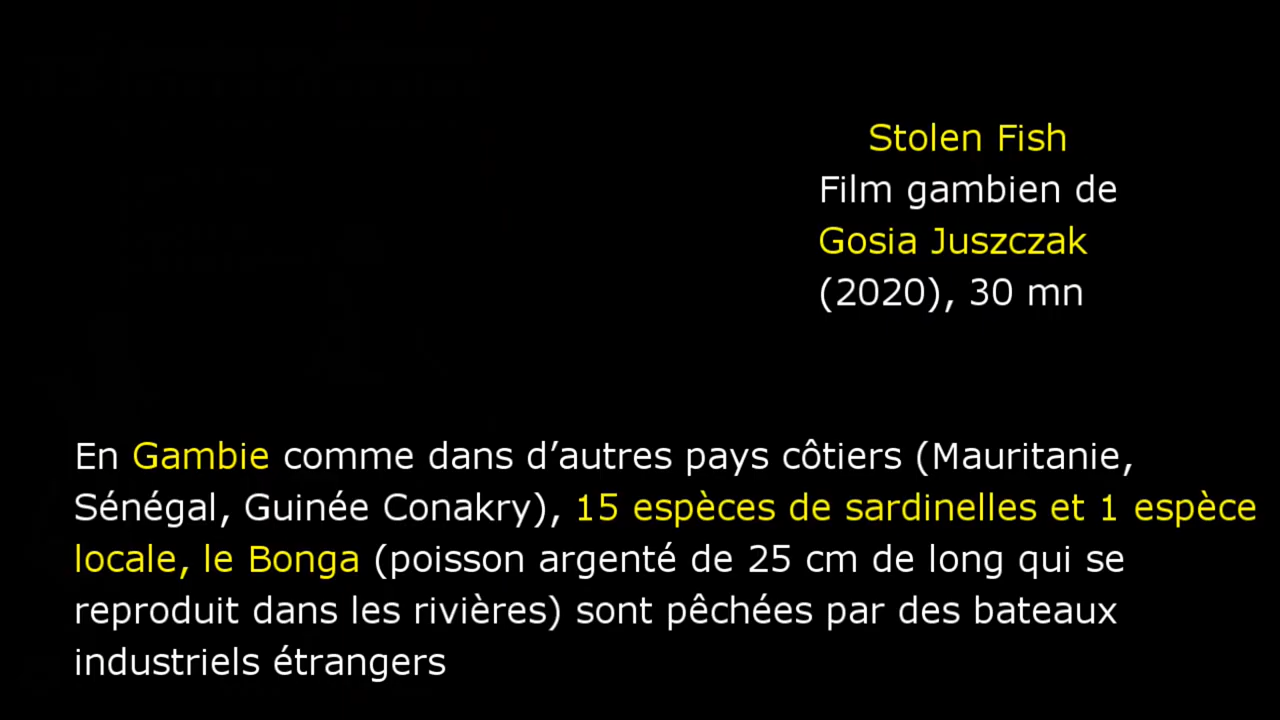 Stolen Fish
Film gambien de
Gosia Juszczak
(2020), 30 mn
En Gambie comme dans d’autres pays côtiers (Mauritanie,
Sénégal, Guinée Conakry), 15 espèces de sardinelles et 1 espèce
locale, le Bonga (poisson argenté de 25 cm de long qui se
reproduit dans les rivières) sont pêchées par des bateaux
industriels étrangers